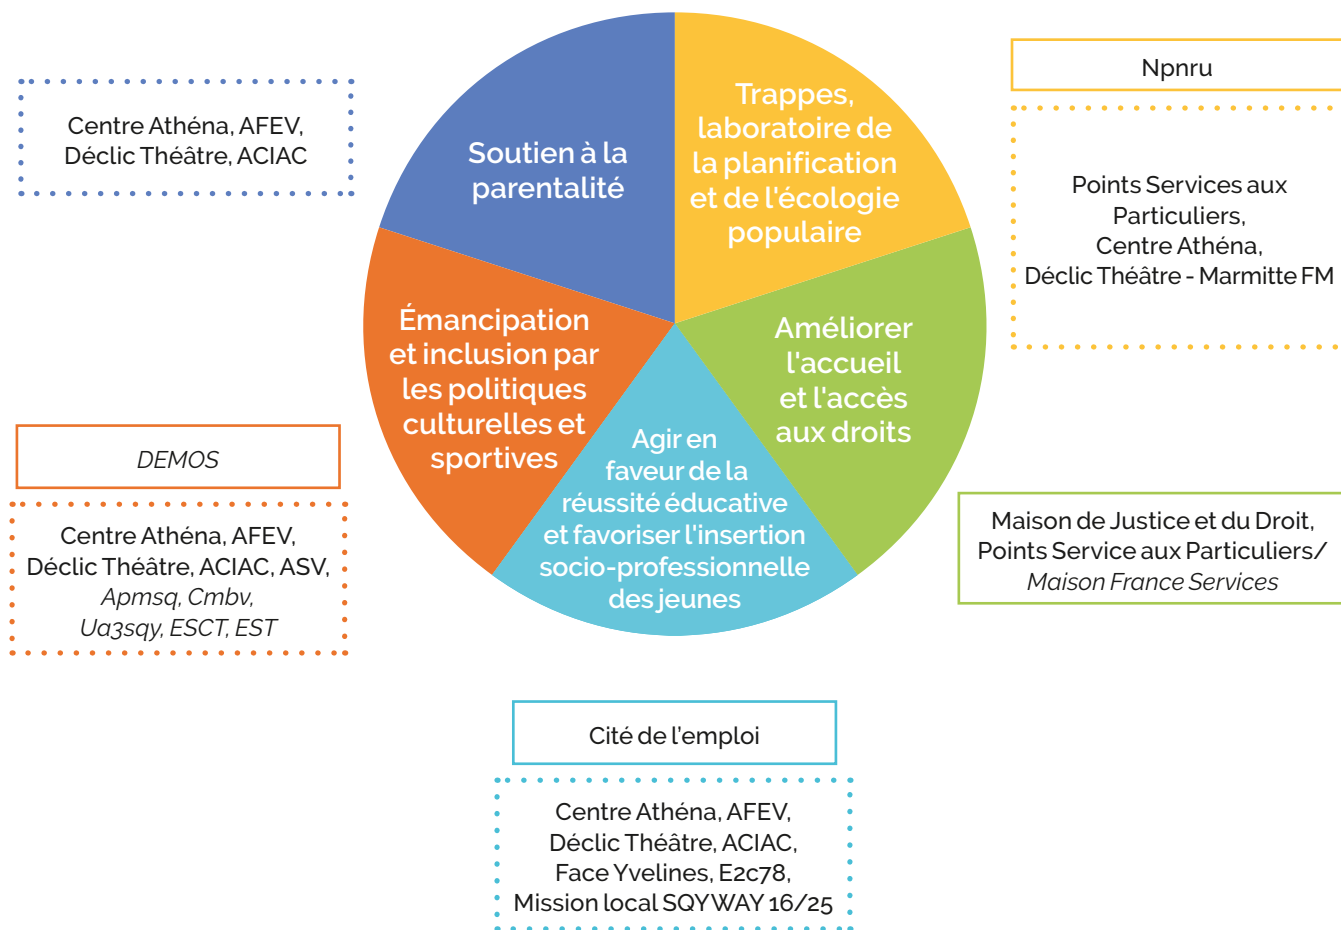 Soutien à la
parentalité
Trappes,
laboratoire de
la planification
et de l'écologie
populaire
Améliorer
l'accueil
et l'accès
aux droits
Agir en
faveur de la
réussité éducative
et favoriser l'insertion
socio-professionnelle
des jeunes
Émancipation
et inclusion par
les politiques
culturelles et
sportives
Centre Athéna, AFEV,
Déclic Théâtre, ACIAC
Npnru
Points Services aux
Particuliers,
Centre Athéna,
Déclic Théâtre - Marmitte FM
Maison de Justice et du Droit,
Points Service aux Particuliers/
Maison France Services
DEMOS
Centre Athéna, AFEV,
Déclic Théâtre, ACIAC, ASV,
Apmsq, Cmbv,
Ua3sqy, ESCT, EST
Cité de l’emploi
Centre Athéna, AFEV,
Déclic Théâtre, ACIAC,
Face Yvelines, E2c78,
Mission local SQYWAY 16/25